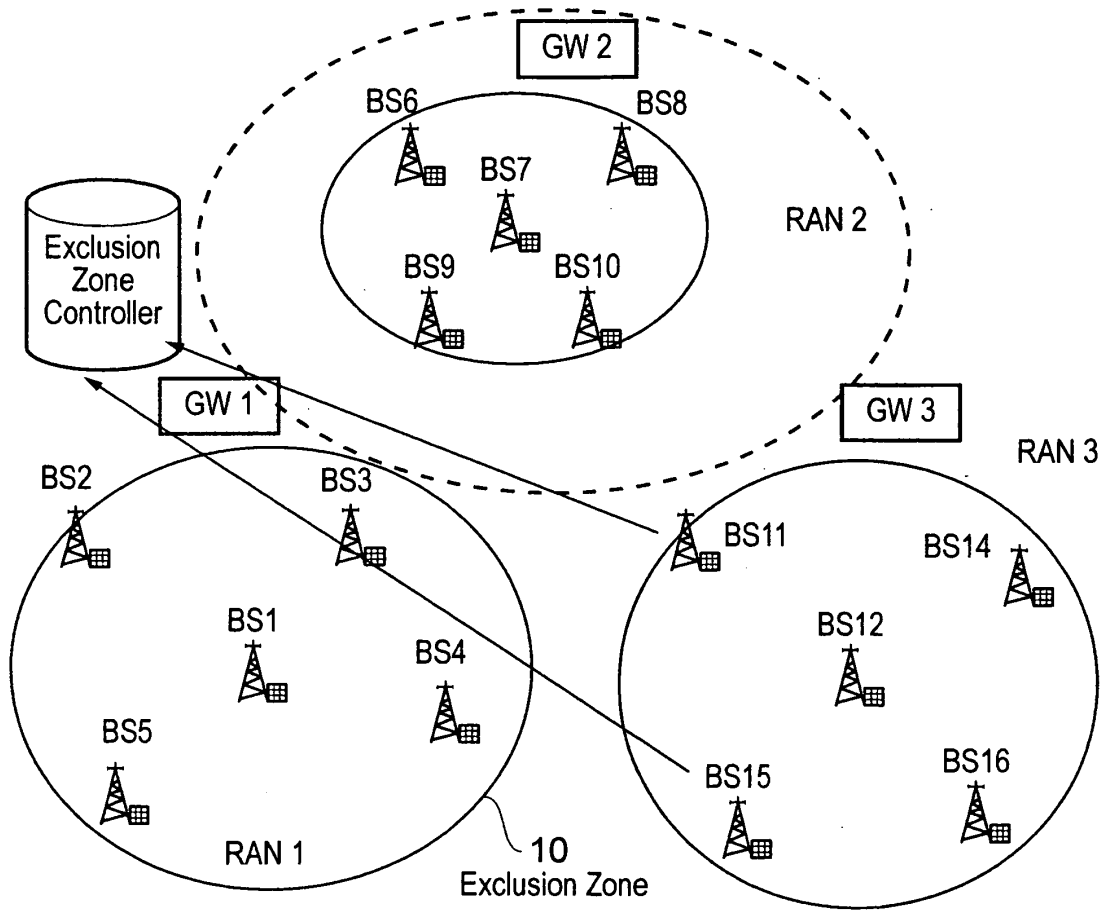 GW 2
BS6
BS8
BS7
RAN 2
Exclusion
Zone
Controller
BS9
BS10
GW 1
GW 3
RAN 3
BS2
BS3
BS11
BS14
BS1
BS4
BS12
BS5
BS15
BS16
RAN 1
10
Exclusion Zone